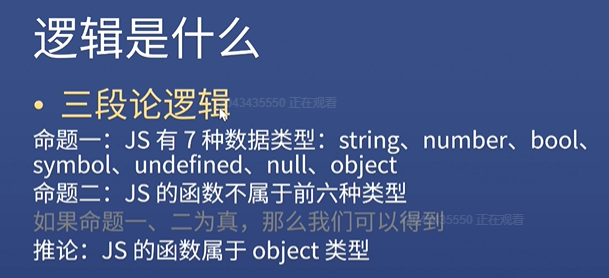 逻辑是什么
• 三段论逻辑
043435550 正在观看
命题一：JS 有 7 种数据类型：string、number、bool、
symbol、undefined、null、object
命题二：JS 的函数不属于前六种类型
如果命题一、二为真，那么我们可以得到
5550 正在观看
推论：JS 的函数属于 object 类型